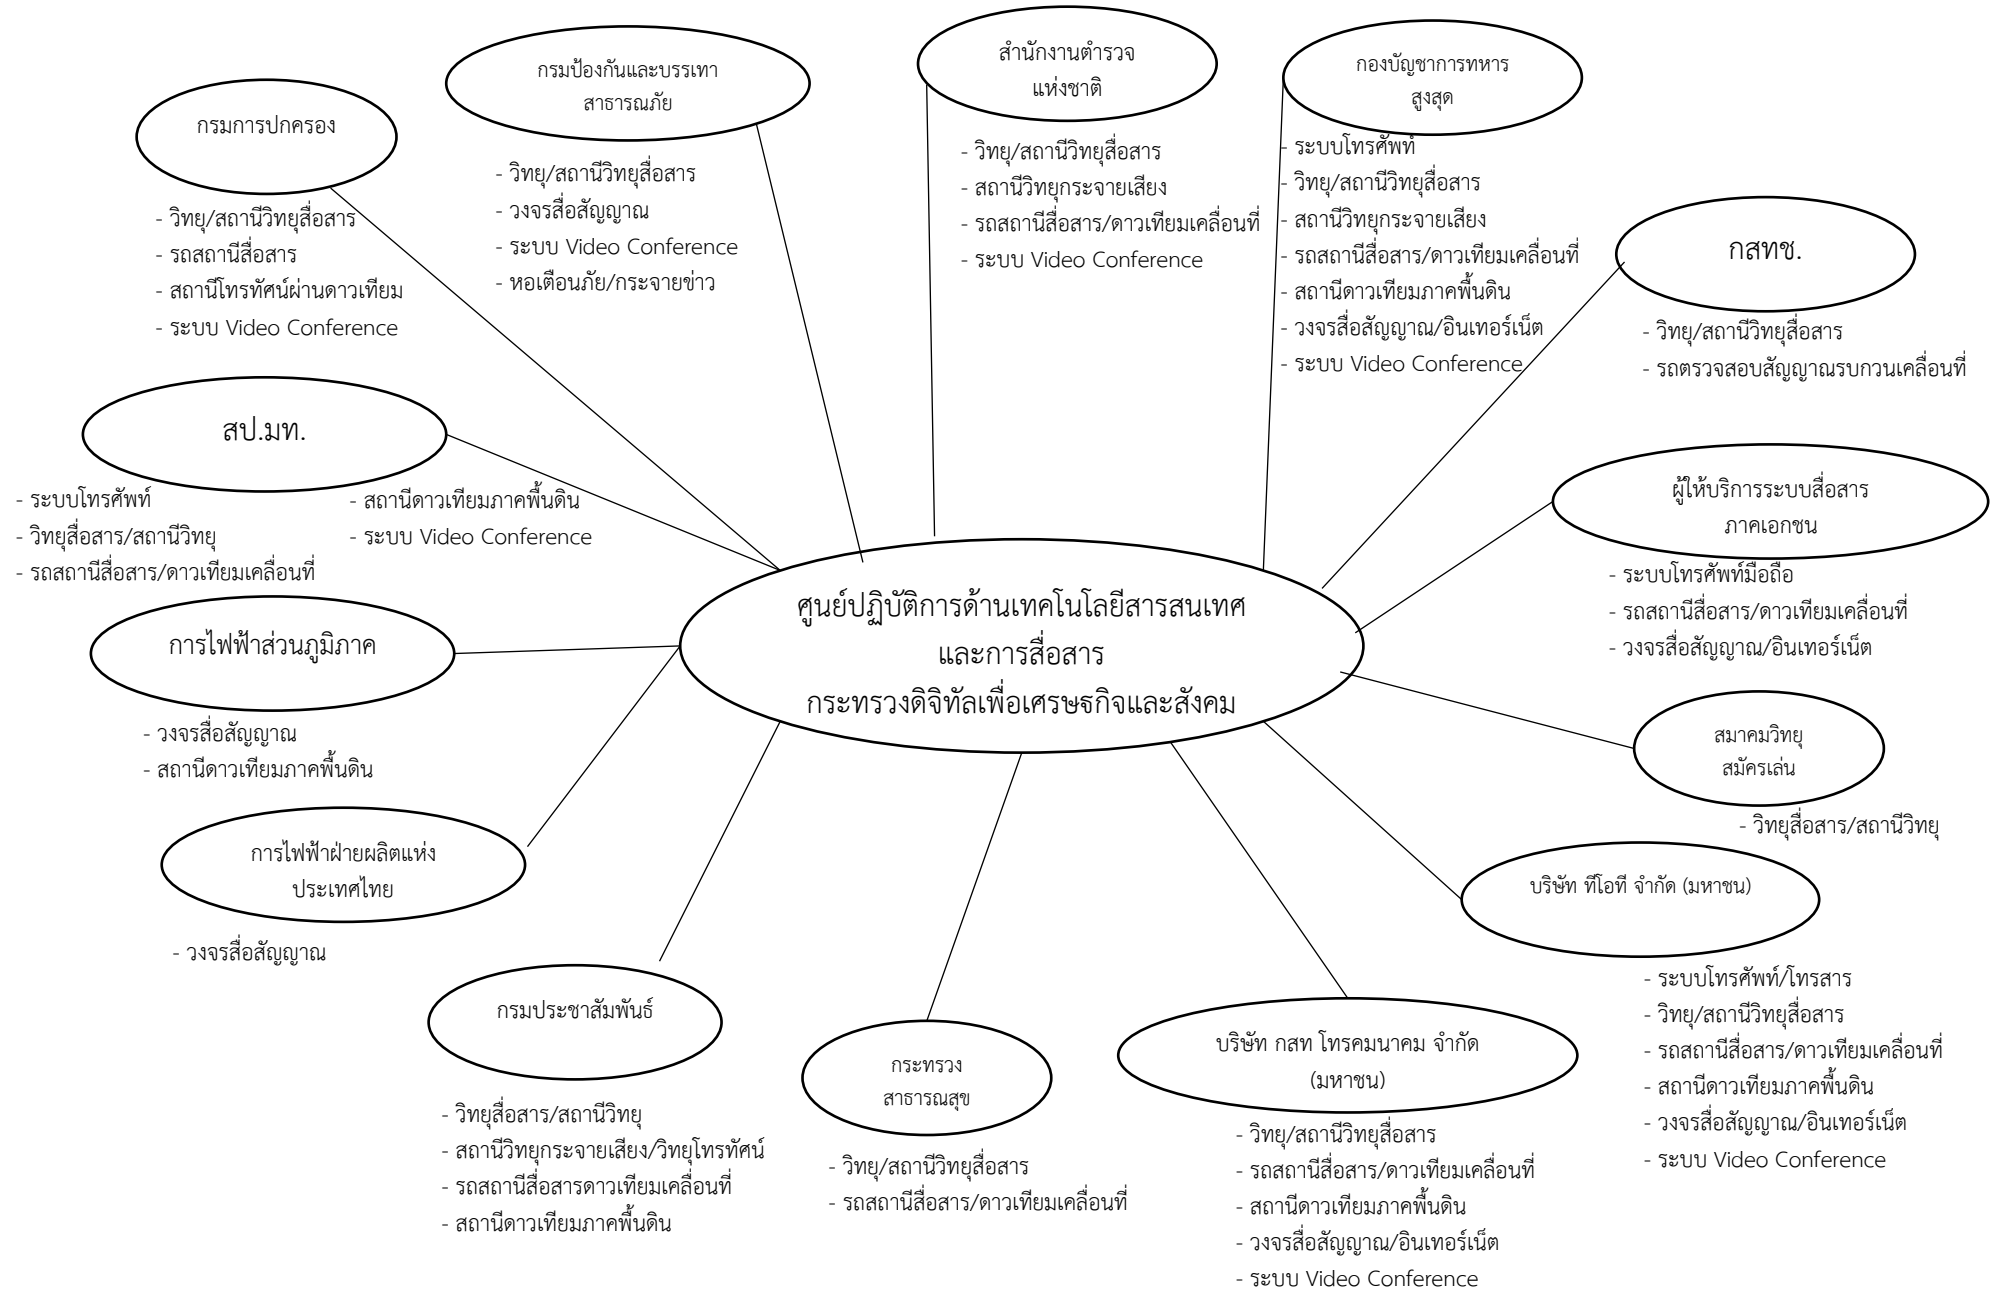 สำนักงานตำรวจ
แห่งชาติ
- วิทยุ/สถานีวิทยุสื่อสาร
- สถานีวิทยุกระจายเสียง
- รถสถานีสื่อสาร/ดาวเทียมเคลื่อนที่
- ระบบ Video Conference
กองบัญชาการทหาร
สูงสุด
- ระบบโทรศัพท์
- วิทยุ/สถานีวิทยุสื่อสาร
- สถานีวิทยุกระจายเสียง
- รถสถานีสื่อสาร/ดาวเทียมเคลื่อนที่
- สถานีดาวเทียมภาคพื้นดิน
- วงจรสื่อสัญญาณ/อินเทอร์เน็ต
- ระบบ Video Conference
กรมป้องกันและบรรเทา
สาธารณภัย
- วิทยุ/สถานีวิทยุสื่อสาร
- วงจรสื่อสัญญาณ
- ระบบ Video Conference
- หอเตือนภัย/กระจายข่าว
กรมการปกครอง
- วิทยุ/สถานีวิทยุสื่อสาร
- รถสถานีสื่อสาร
- สถานีโทรทัศน์ผ่านดาวเทียม
- ระบบ Video Conference
กสทช.
- วิทยุ/สถานีวิทยุสื่อสาร
- รถตรวจสอบสัญญาณรบกวนเคลื่อนที่
สป.มท.
- ระบบโทรศัพท์
- วิทยุสื่อสาร/สถานีวิทยุ
- รถสถานีสื่อสาร/ดาวเทียมเคลื่อนที่
- สถานีดาวเทียมภาคพื้นดิน
- ระบบ Video Conference
ผู้ให้บริการระบบสื่อสาร
ภาคเอกชน
- ระบบโทรศัพท์มือถือ
- รถสถานีสื่อสาร/ดาวเทียมเคลื่อนที่
- วงจรสื่อสัญญาณ/อินเทอร์เน็ต
ศูนย์ปฏิบัติการด้านเทคโนโลยีสารสนเทศ
และการสื่อสาร
กระทรวงดิจิทัลเพื่อเศรษฐกิจและสังคม
การไฟฟ้าส่วนภูมิภาค
- วงจรสื่อสัญญาณ
- สถานีดาวเทียมภาคพื้นดิน
สมาคมวิทยุ
สมัครเล่น
- วิทยุสื่อสาร/สถานีวิทยุ
การไฟฟ้าฝ่ายผลิตแห่ง
ประเทศไทย
- วงจรสื่อสัญญาณ
บริษัท ทีโอที จำกัด (มหาชน)
- ระบบโทรศัพท์/โทรสาร
- วิทยุ/สถานีวิทยุสื่อสาร
- รถสถานีสื่อสาร/ดาวเทียมเคลื่อนที่
- สถานีดาวเทียมภาคพื้นดิน
- วงจรสื่อสัญญาณ/อินเทอร์เน็ต
- ระบบ Video Conference
กรมประชาสัมพันธ์
- วิทยุสื่อสาร/สถานีวิทยุ
- สถานีวิทยุกระจายเสียง/วิทยุโทรทัศน์
- รถสถานีสื่อสารดาวเทียมเคลื่อนที่
- สถานีดาวเทียมภาคพื้นดิน
กระทรวง
สาธารณสุข
- วิทยุ/สถานีวิทยุสื่อสาร
- รถสถานีสื่อสาร/ดาวเทียมเคลื่อนที่
บริษัท กสท โทรคมนาคม จำกัด
(มหาชน)
- วิทยุ/สถานีวิทยุสื่อสาร
- รถสถานีสื่อสาร/ดาวเทียมเคลื่อนที่
- สถานีดาวเทียมภาคพื้นดิน
- วงจรสื่อสัญญาณ/อินเทอร์เน็ต
- ระบบ Video Conference